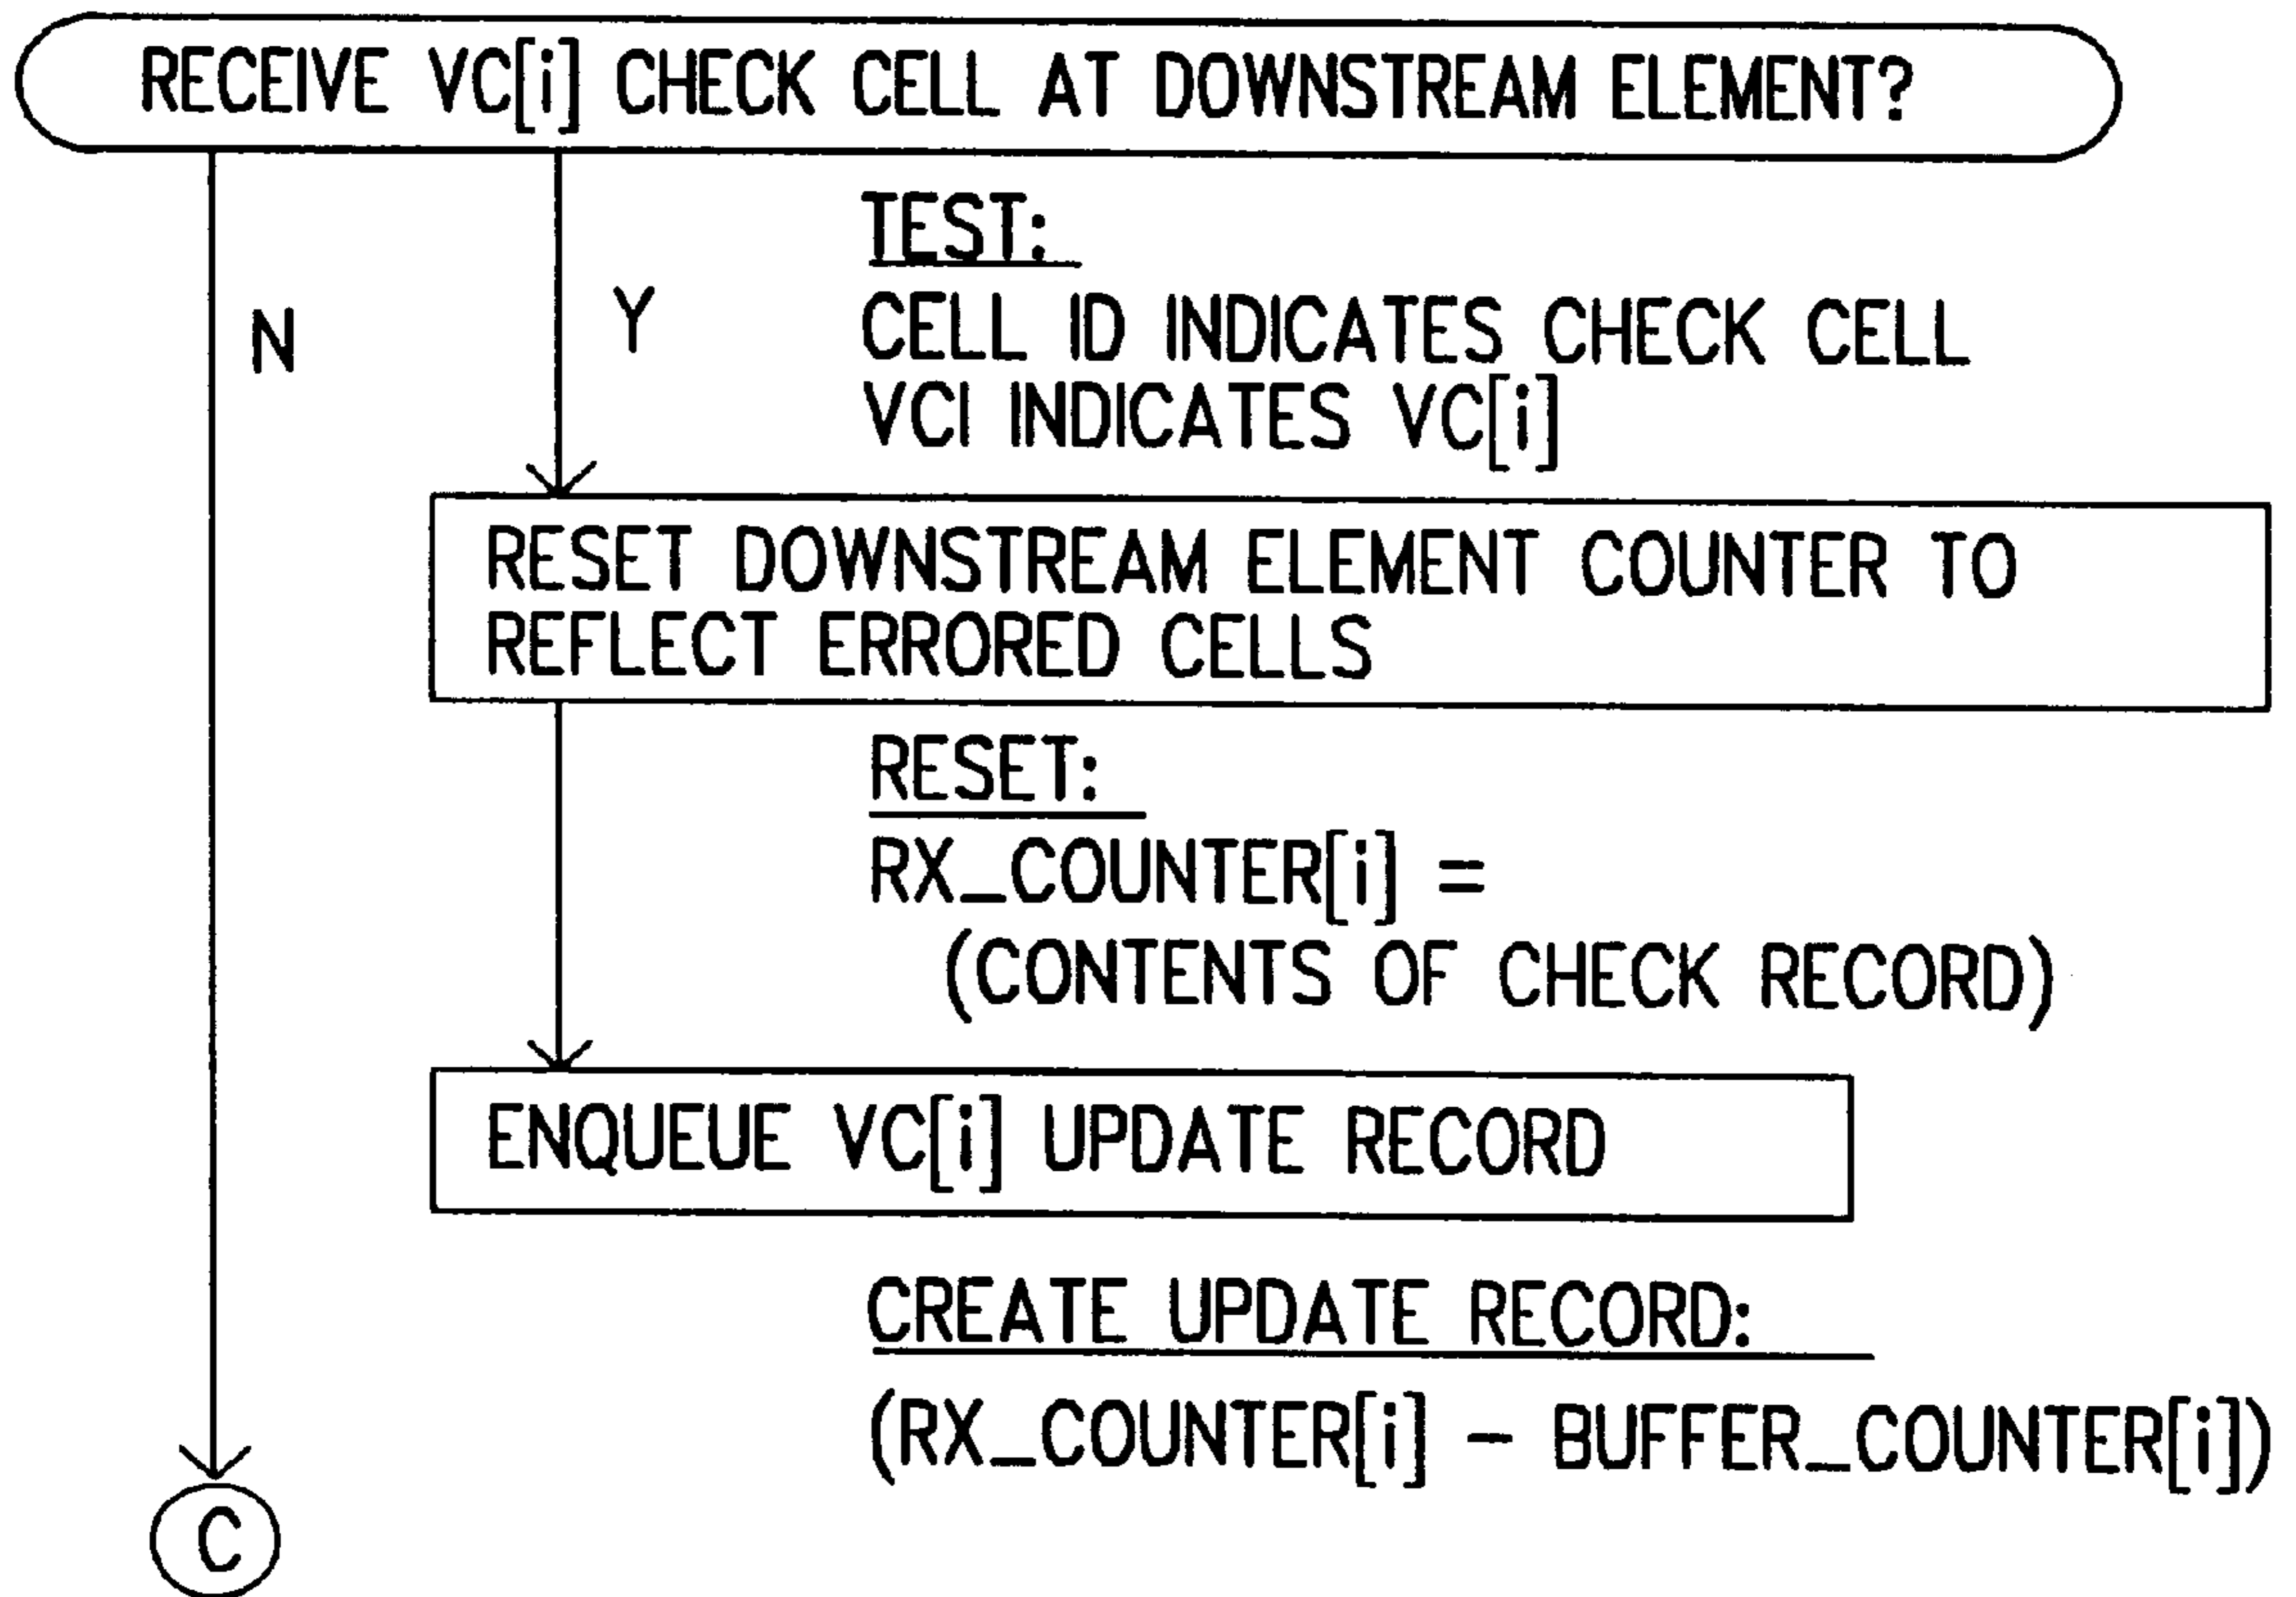 RECEIVE VC[i] CHECK CELL AT DOWNSTREAM ELEMENT?
TEST:
N
Y
CELL ID INDICATES CHECK CELL
VCI INDICATES VC[i]
RESET DOWNSTREAM ELEMENT COUNTER TO
REFLECT ERRORED CELLS
RESET:
RX_COUNTER[i] =
(CONTENTS OF CHECK RECORD)
ENQUEUE VC[i] UPDATE RECORD
CREATE UPDATE RECORD:
(RX_COUNTER[i] - BUFFER_COUNTER[i])
C